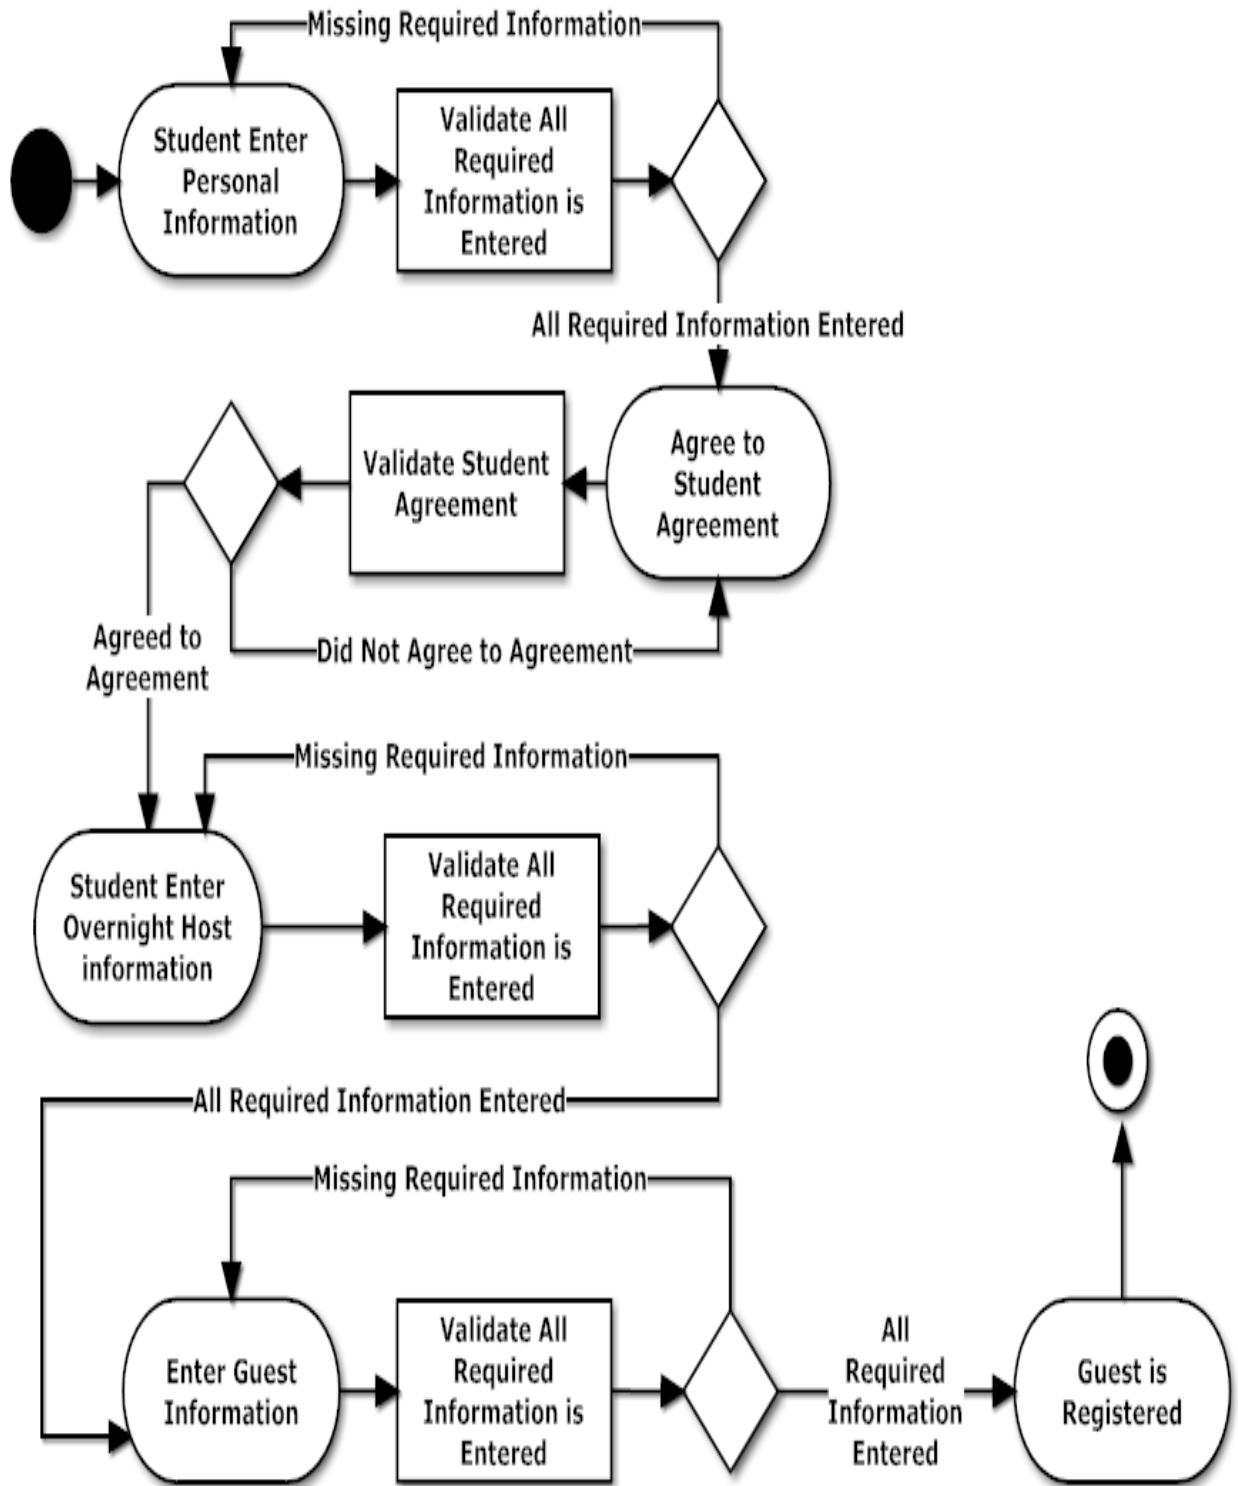 Missing Required Information
Student Enter
Personal
Information
Validate All
Required
Information is
Entered
All Required Information Entered
Agree to
Student
Agreement
Validate Student
Agreement
Agreed to
Agreement
Did Not Agree to Agreement
Missing Required Information
Student Enter
Overnight Host
information
Validate All
Required
Information is
Entered
All Required Information Entered
Missing Required Information
Enter Guest
Information
Validate All
Required
Information is
Entered
All
Required
Information
Entered
Guest is
Registered